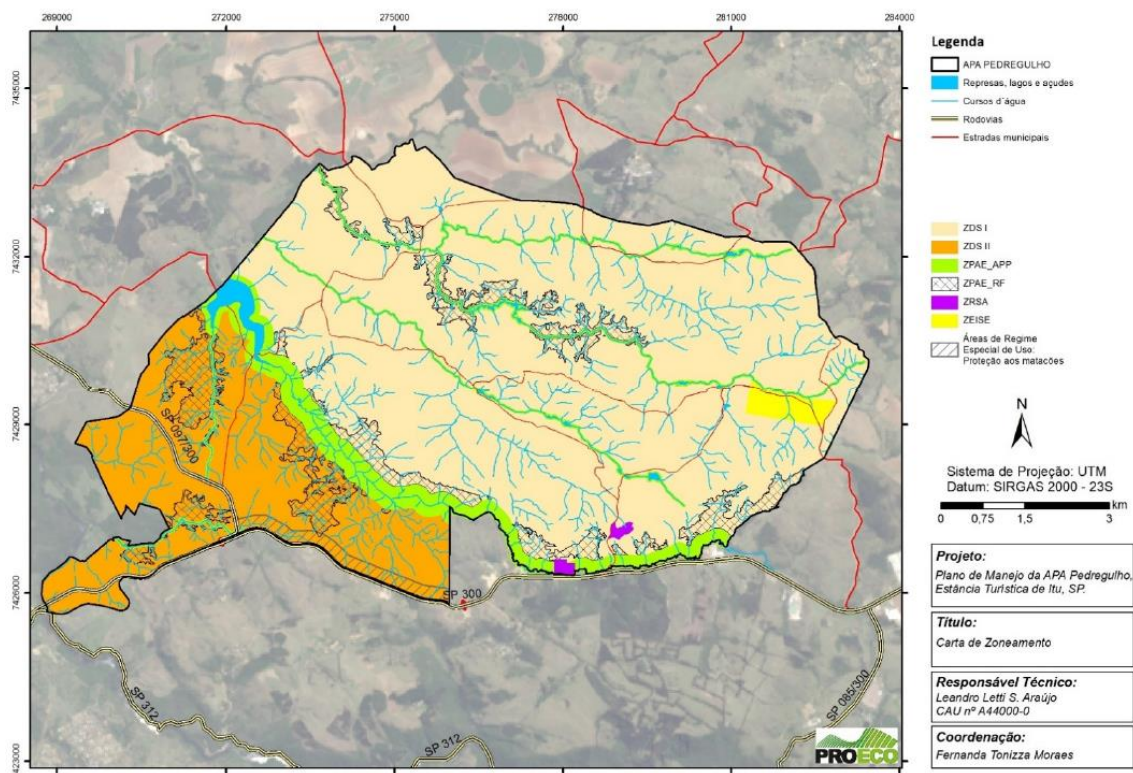 269000
272000
275000
278000
281000
284000
7435000
7432000
7429000
7426000
7423000
SP 097/300
SP 300
SP 312
SP 312
SP 085/300
PROECO
Legenda
APA PEDREGULHO
Represas, lagos e açudes
Cursos d´água
Rodovias
Estradas municipais
ZDS I
ZDS II
ZPAE_APP
ZPAE_RF
ZRSA
ZEISE
Áreas de Regime
Especial de Uso:
Proteção aos matacões
N
Sistema de Projeção: UTM
Datum: SIRGAS 2000 - 23S
km
0 0,75 1,5 3
Projeto:
Plano de Manejo da APA Pedregulho,
Estância Turística de Itu, SP.
Título:
Carta de Zoneamento
Responsável Técnico:
Leandro Letti S. Araújo
CAU nº A44000-0
Coordenação:
Fernanda Tonizza Moraes